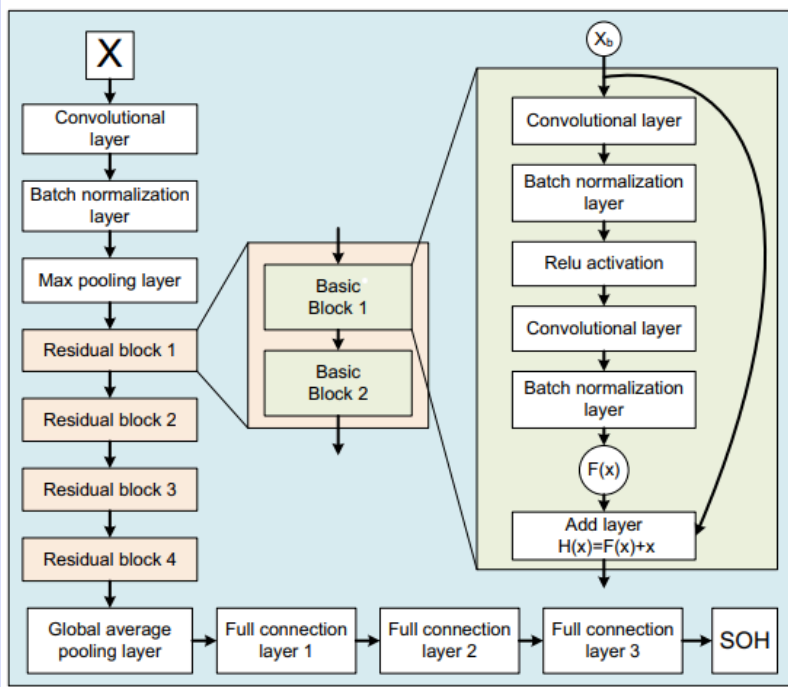 X
Convolutional
layer
Batch normalization
layer
Max pooling layer
Residual block 1
Residual block 2
Residual block 3
Residual block 4
Global average
pooling layer
Full connection
layer 1
Full connection
layer 2
Full connection
layer 3
SOH
Basic
Block 1
Basic
Block 2
Xb
Convolutional layer
Batch normalization
layer
Relu activation
Convolutional layer
Batch normalization
layer
F(x)
Add layer
H(x)=F(x)+x